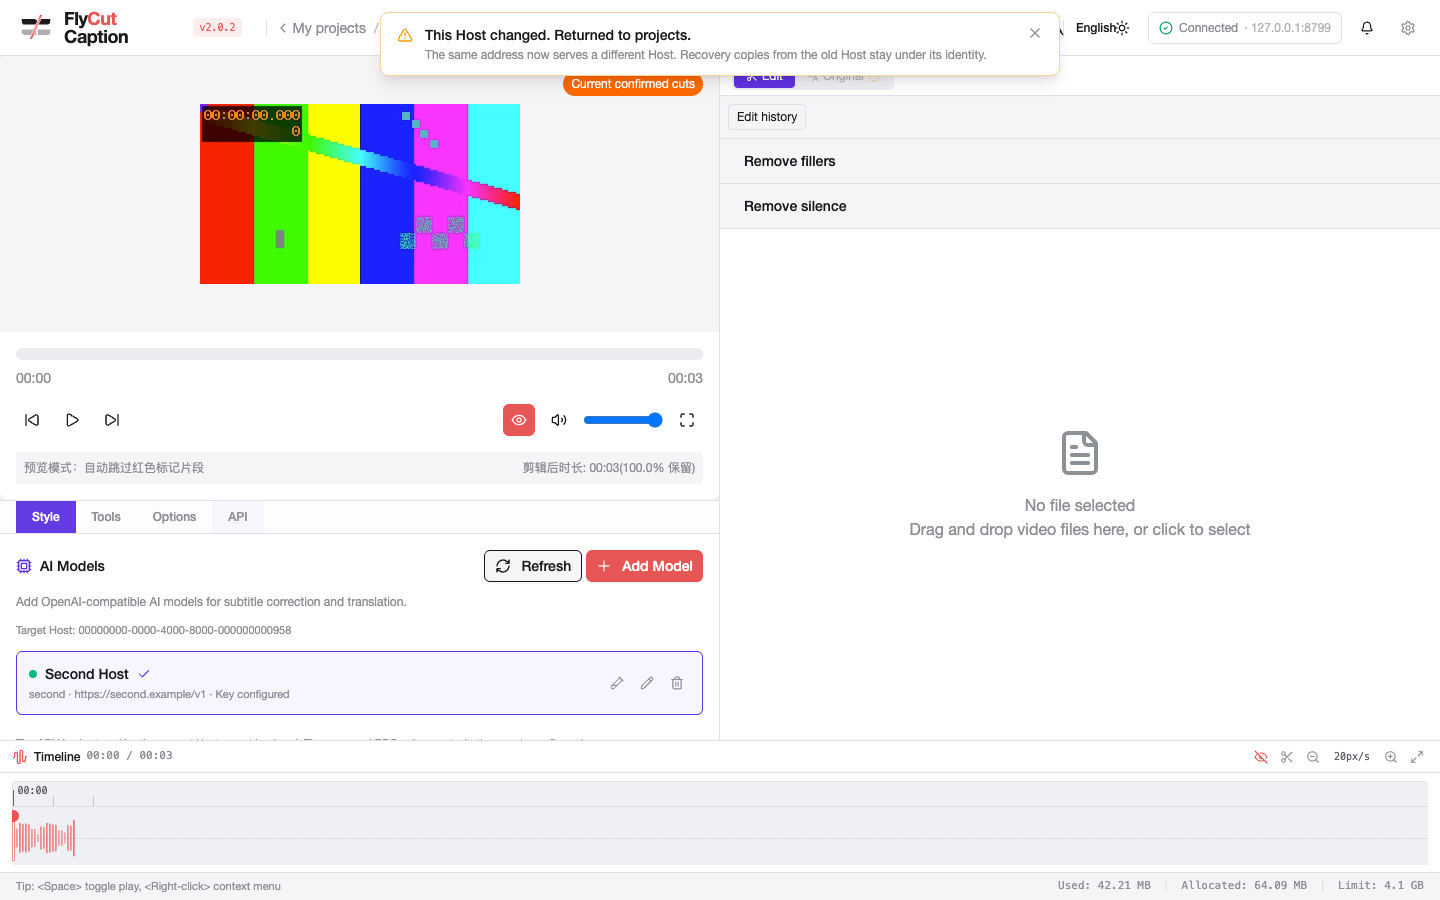 FlyCut
Caption
v2.0.2
My projects /
This Host changed. Returned to projects.
The same address now serves a different Host. Recovery copies from the old Host stay under its identity.
English
Connected · 127.0.0.1:8799
Current confirmed cuts
Edit
Original
00:00:00.000
0
Edit history
Remove fillers
Remove silence
00:00
00:03
预览模式：自动跳过红色标记片段
剪辑后时长: 00:03(100.0% 保留)
No file selected
Drag and drop video files here, or click to select
Style
Tools
Options
API
AI Models
Refresh
Add Model
Add OpenAI-compatible AI models for subtitle correction and translation.
Target Host: 00000000-0000-4000-8000-000000000958
Second Host
second · https://second.example/v1 · Key configured
Timeline
00:00 / 00:03
20px/s
00:00
Tip: <Space> toggle play, <Right-click> context menu
Used: 42.21 MB
Allocated: 64.09 MB
Limit: 4.1 GB